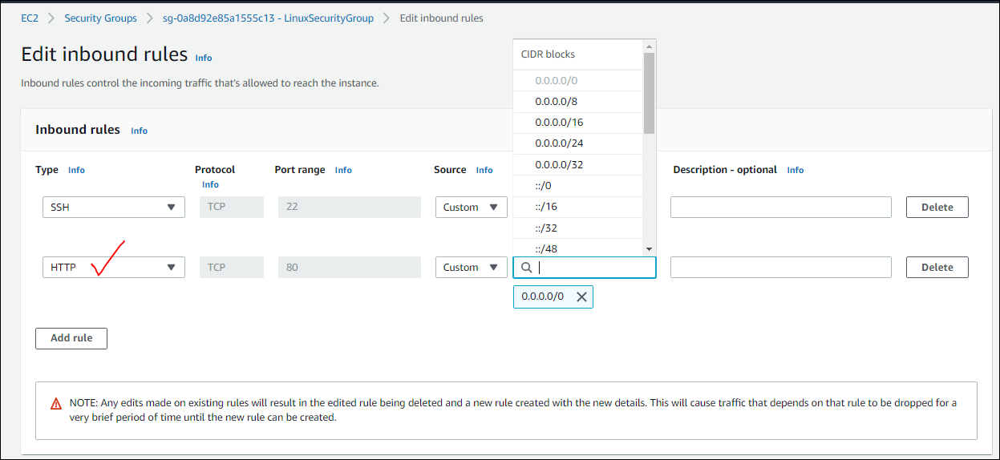 EC2 > Security Groups > sg-0a8d92e85a1555c13 - LinuxSecurityGroup > Edit inbound rules
Edit inbound rules Info
Inbound rules control the incoming traffic that's allowed to reach the instance.
Inbound rules Info
Type Info
Protocol
Info
Port range Info
Source Info
Description - optional Info
CIDR blocks
0.0.0.0/0
0.0.0.0/8
0.0.0.0/16
0.0.0.0/24
0.0.0.0/32
::/0
::/16
::/32
::/48
SSH TCP 22 Custom Delete
HTTP TCP 80 Custom Delete
0.0.0.0/0
Add rule
NOTE: Any edits made on existing rules will result in the edited rule being deleted and a new rule created with the new details. This will cause traffic that depends on that rule to be dropped for a
very brief period of time until the new rule can be created.